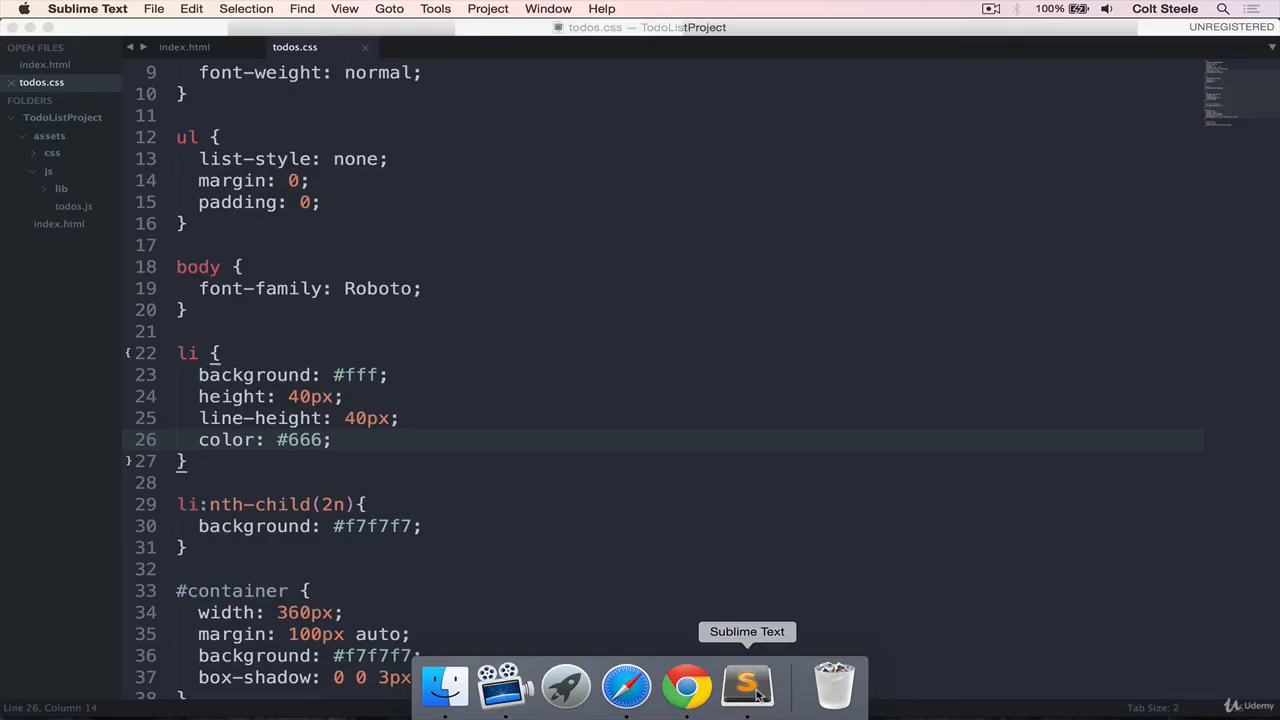 Sublime Text File Edit Selection Find View Goto Tools Project Window Help 100% Colt Steele
todos.css — TodoListProject UNREGISTERED
OPEN FILES
index.html
todos.css
FOLDERS
TodoListProject
assets
css
js
lib
todos.js
index.html
index.html todos.css
9 font-weight: normal;
10 }
11
12 ul {
13 list-style: none;
14 margin: 0;
15 padding: 0;
16 }
17
18 body {
19 font-family: Roboto;
20 }
21
22 li {
23 background: #fff;
24 height: 40px;
25 line-height: 40px;
26 color: #666;
27 }
28
29 li:nth-child(2n){
30 background: #f7f7f7;
31 }
32
33 #container {
34 width: 360px;
35 margin: 100px auto;
36 background: #f7f7f7;
37 box-shadow: 0 0 3px
38
Sublime Text
Line 26, Column 14
Tab Size: 2
Udemy